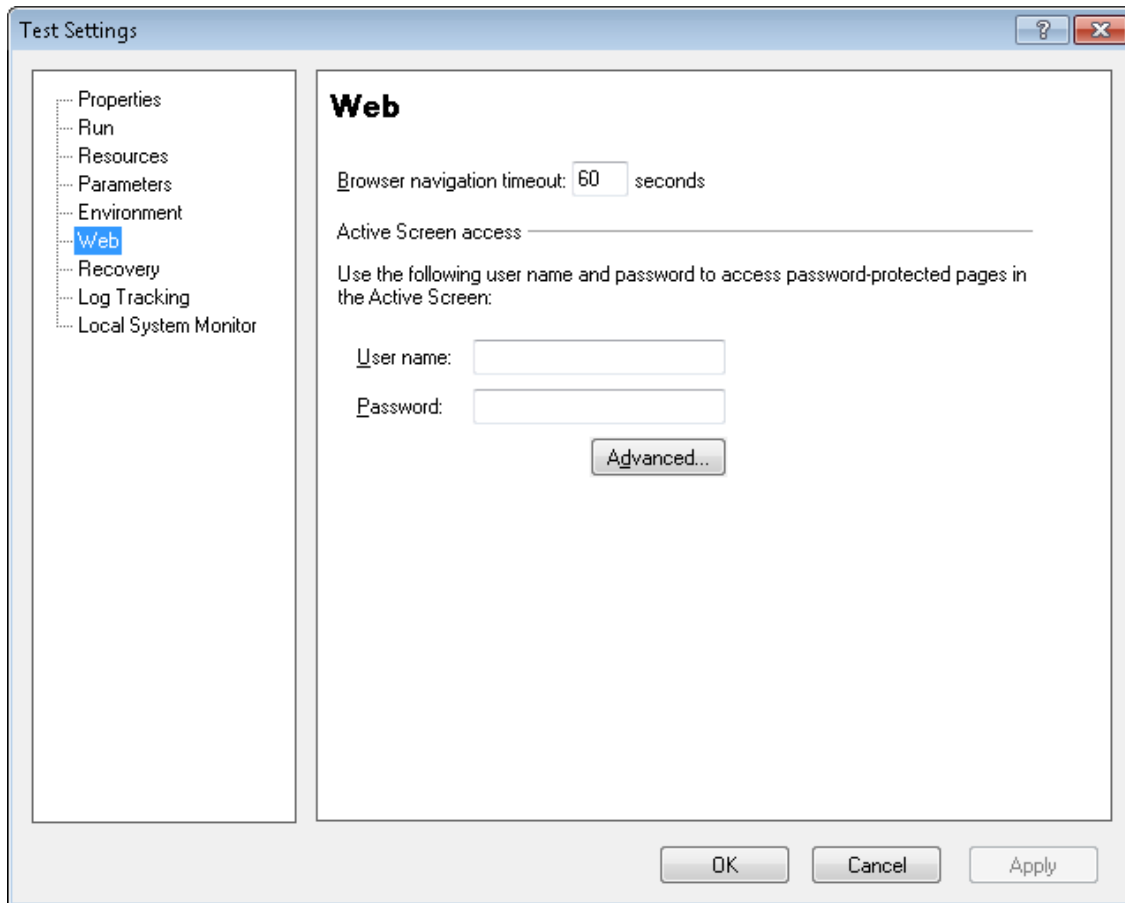 Test Settings
?
Properties
Run
Resources
Parameters
Environment
Web
Recovery
Log Tracking
Local System Monitor
Web
Browser navigation timeout: 60 seconds
Active Screen access
Use the following user name and password to access password-protected pages in
the Active Screen:
User name:
Password:
Advanced...
OK Cancel Apply